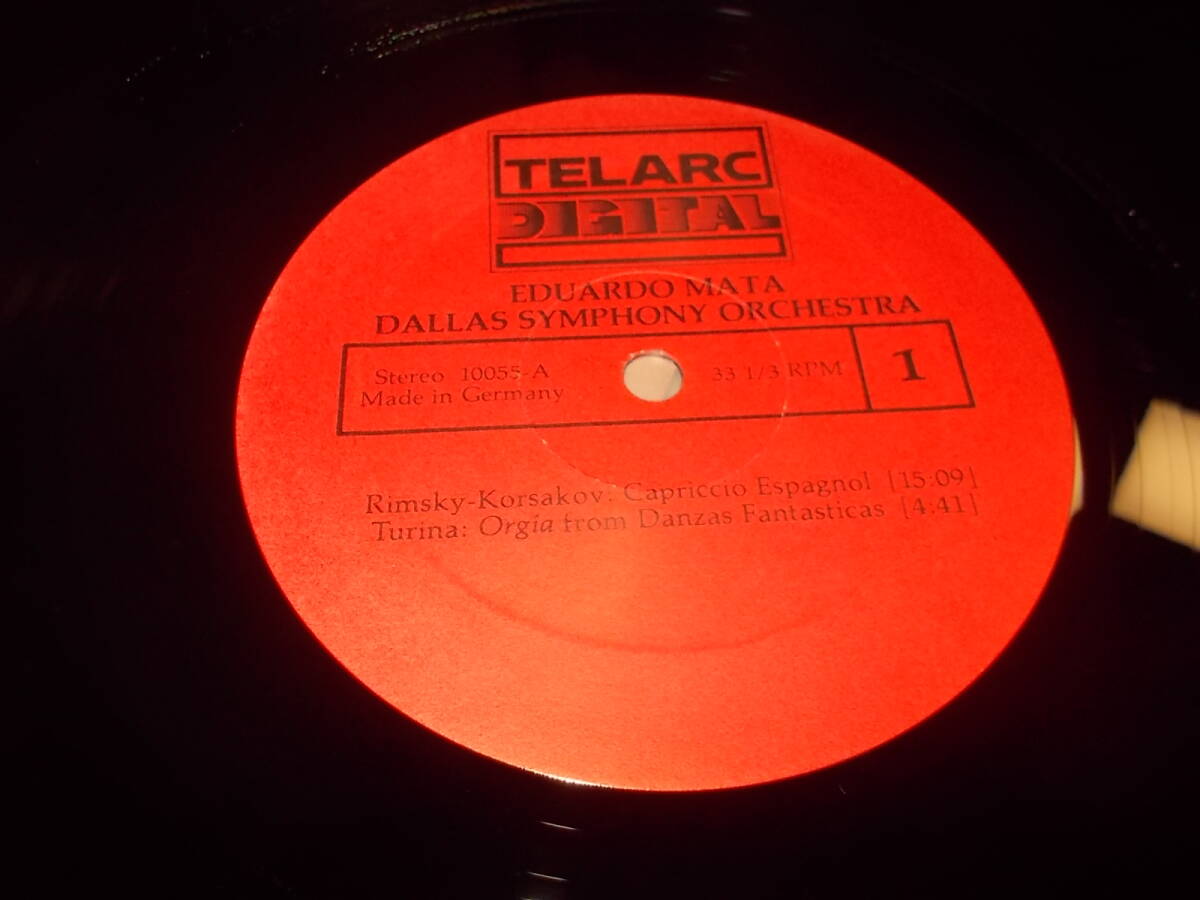 TELARC
DIGITAL
EDUARDO MATA
DALLAS SYMPHONY ORCHESTRA
Stereo 10055-A 33 1/3 RPM 1
Made in Germany
Rimsky-Korsakov: Capriccio Espagnol [15:09]
Turina: Orgia from Danzas Fantasticas [4:41]